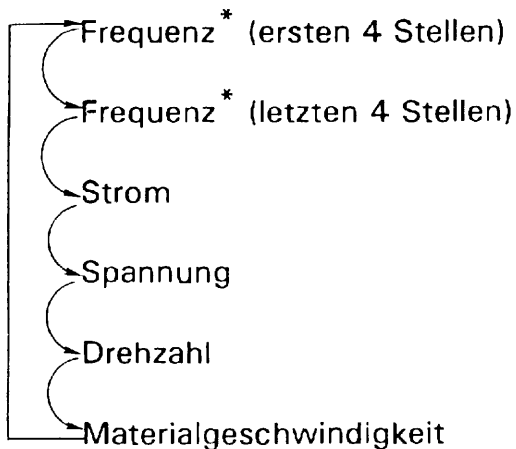 Frequenz* (ersten 4 Stellen)
Frequenz* (letzten 4 Stellen)
Strom
Spannung
Drehzahl
Materialgeschwindigkeit